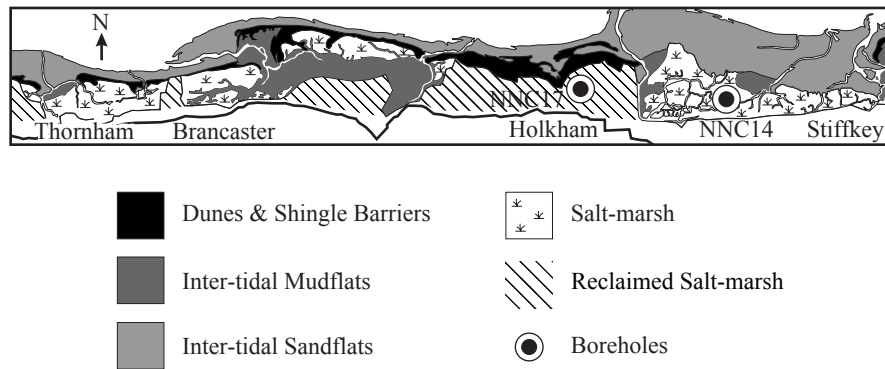 N
NNC17
Thornham Brancaster Holkham NNC14 Stiffkey
Dunes & Shingle Barriers Salt-marsh
Inter-tidal Mudflats Reclaimed Salt-marsh
Inter-tidal Sandflats Boreholes